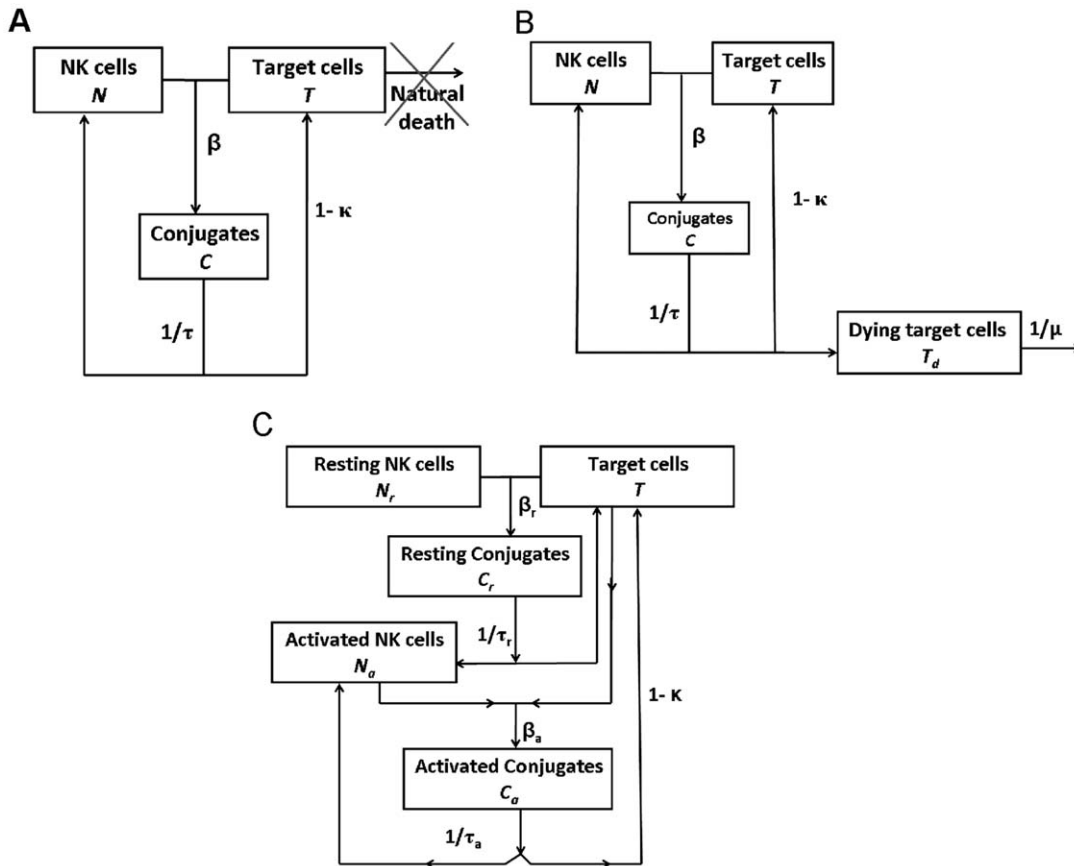 A
NK cells
N
Target cells
T
Natural
death
β
1- κ
Conjugates
C
1/τ
B
NK cells
N
Target cells
T
β
1- κ
Conjugates
C
1/τ
Dying target cells
T_d
1/μ
C
Resting NK cells
N_r
Target cells
T
β_r
Resting Conjugates
C_r
1/τ_r
Activated NK cells
N_a
1- κ
β_a
Activated Conjugates
C_a
1/τ_a